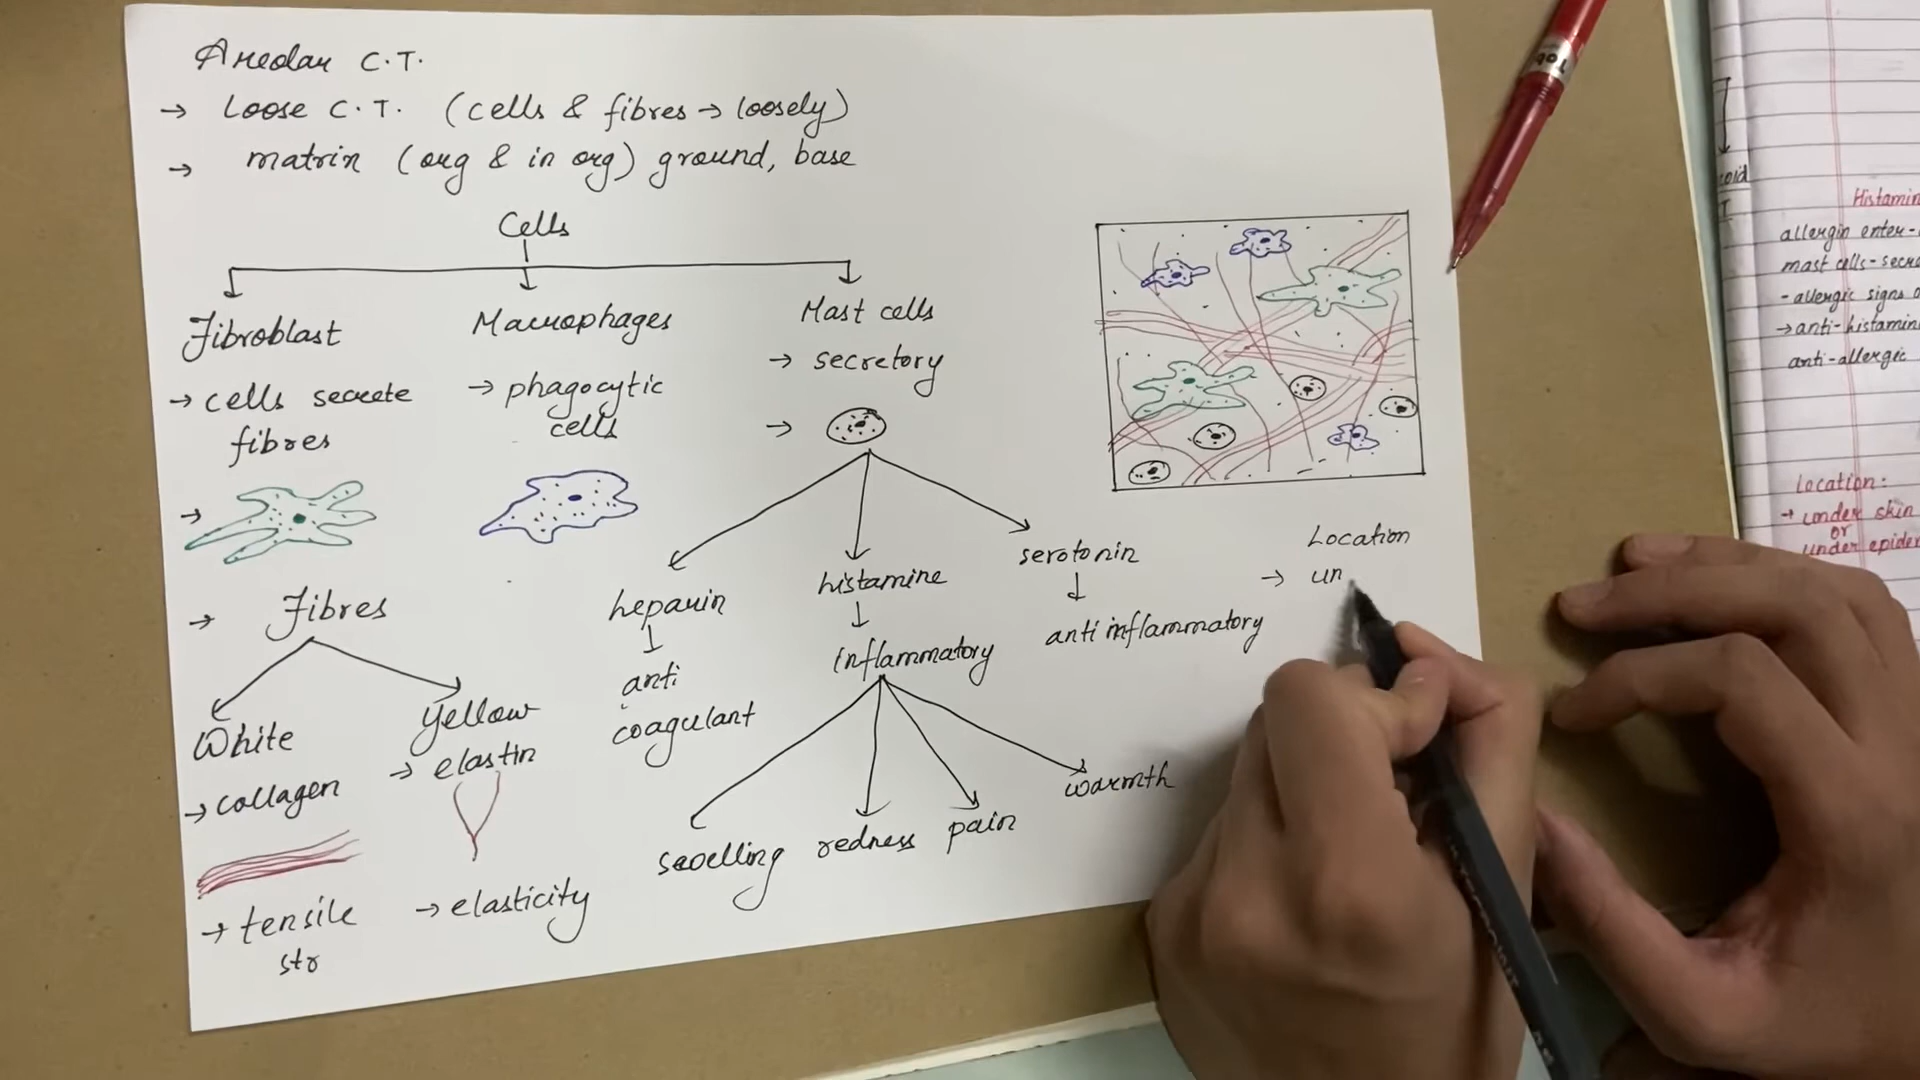 Areolar C.T.
→ Loose C.T. (cells & fibres → loosely)
→ matrix (org & in org) ground, base
Cells
Fibroblast
→ cells secrete
fibres
→
Macrophages
→ phagocytic
cells
Mast cells
→ secretory
→
→ Fibres
White
→ collagen
→ tensile
str
Yellow
→ elastin
→ elasticity
heparin
anti
coagulant
histamine
inflammatory
swelling
redness
pain
warmth
serotonin
anti inflammatory
Location
→ un
Histamin
allergin enter-
mast cells-secre
- allergic signs o
→ anti-histamin
anti-allergic
Location:
→ under skin
or
under epider